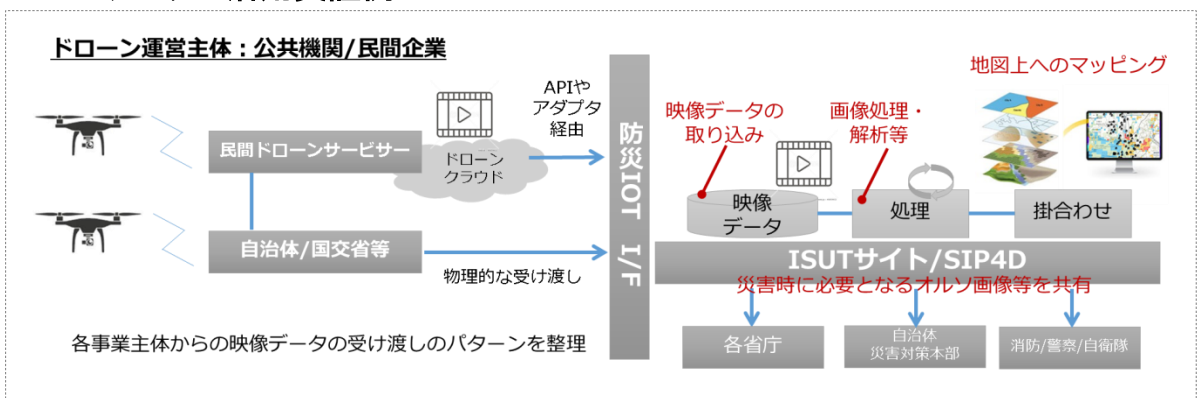 ドローン運営主体：公共機関/民間企業
民間ドローンサービサー
ドローン
クラウド
APIや
アダプタ
経由
自治体/国交省等
物理的な受け渡し
各事業主体からの映像データの受け渡しのパターンを整理
防災IOT I/F
映像データの
取り込み
画像処理・
解析等
地図上へのマッピング
映像
データ
処理
掛合わせ
ISUTサイト/SIP4D
災害時に必要となるオルソ画像等を共有
各省庁
自治体
災害対策本部
消防/警察/自衛隊